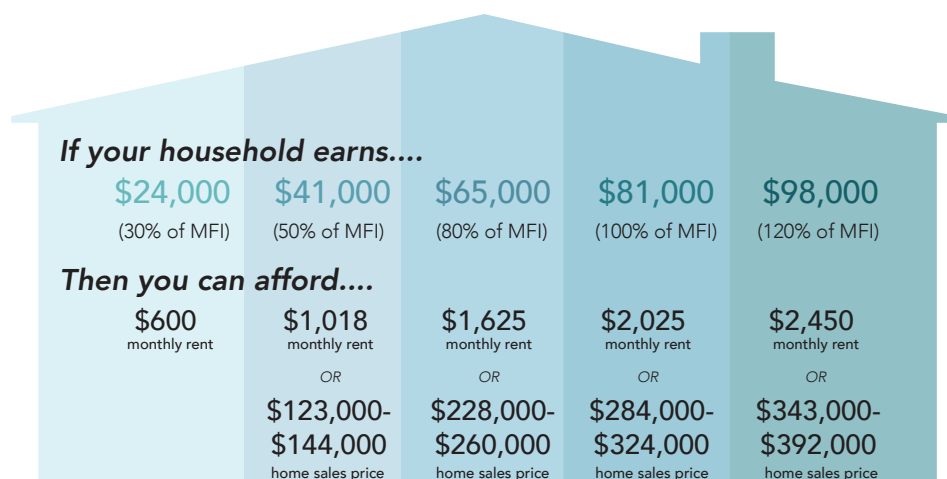 If your household earns....
$24,000 $41,000 $65,000 $81,000 $98,000
(30% of MFI) (50% of MFI) (80% of MFI) (100% of MFI) (120% of MFI)
Then you can afford....
$600 $1,018 $1,625 $2,025 $2,450
monthly rent monthly rent monthly rent monthly rent monthly rent
OR OR OR OR
$123,000- $228,000- $284,000- $343,000-
$144,000 $260,000 $324,000 $392,000
home sales price home sales price home sales price home sales price